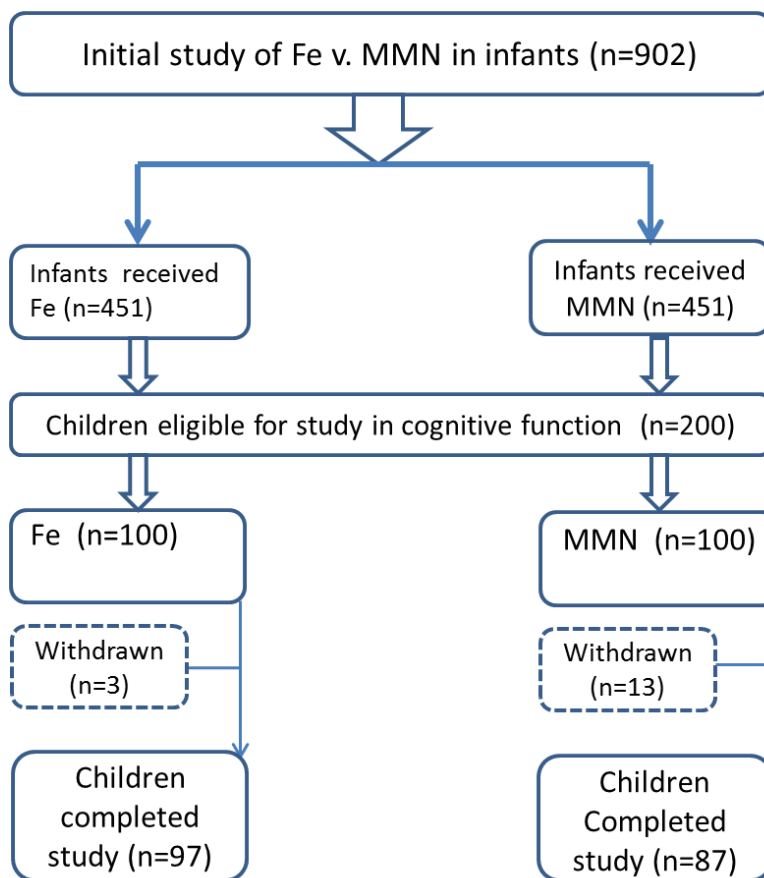 Initial study of Fe v. MMN in infants (n=902)
Infants received
Fe (n=451)
Infants received
MMN (n=451)
Children eligible for study in cognitive function (n=200)
Fe (n=100)
MMN (n=100)
Withdrawn
(n=3)
Withdrawn
(n=13)
Children
completed
study (n=97)
Children
Completed
study (n=87)